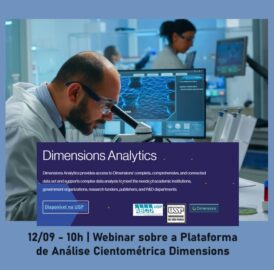 Dimensions Analytics
Dimensions Analytics provides access to Dimensions' complete, comprehensive, and connected
data set and supports complex data analysis to meet the needs of academic institutions,
government organizations, research funders, publishers, and R&D departments.
Disponível na USP
USP
Dimensions
12/09 - 10h | Webinar sobre a Plataforma
de Análise Cientométrica Dimensions